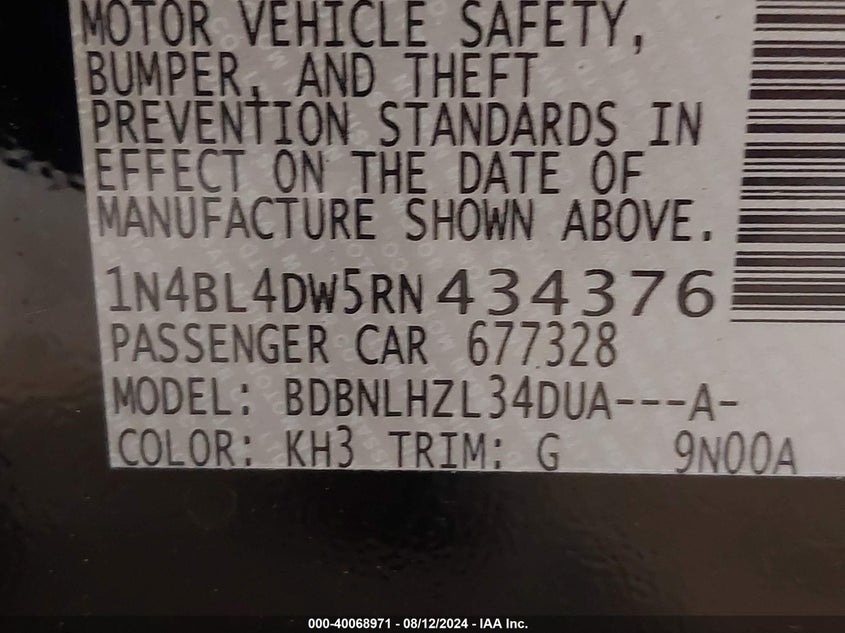 MOTOR VEHICLE SAFETY,
BUMPER, AND THEFT
PREVENTION STANDARDS IN
EFFECT ON THE DATE OF
MANUFACTURE SHOWN ABOVE.
1N4BL4DW5RN434376
PASSENGER CAR 677328
MODEL: BDBNLHZL34DUA---A-
COLOR: KH3 TRIM: G 9N00A
000-40068971 - 08/12/2024 - IAA Inc.